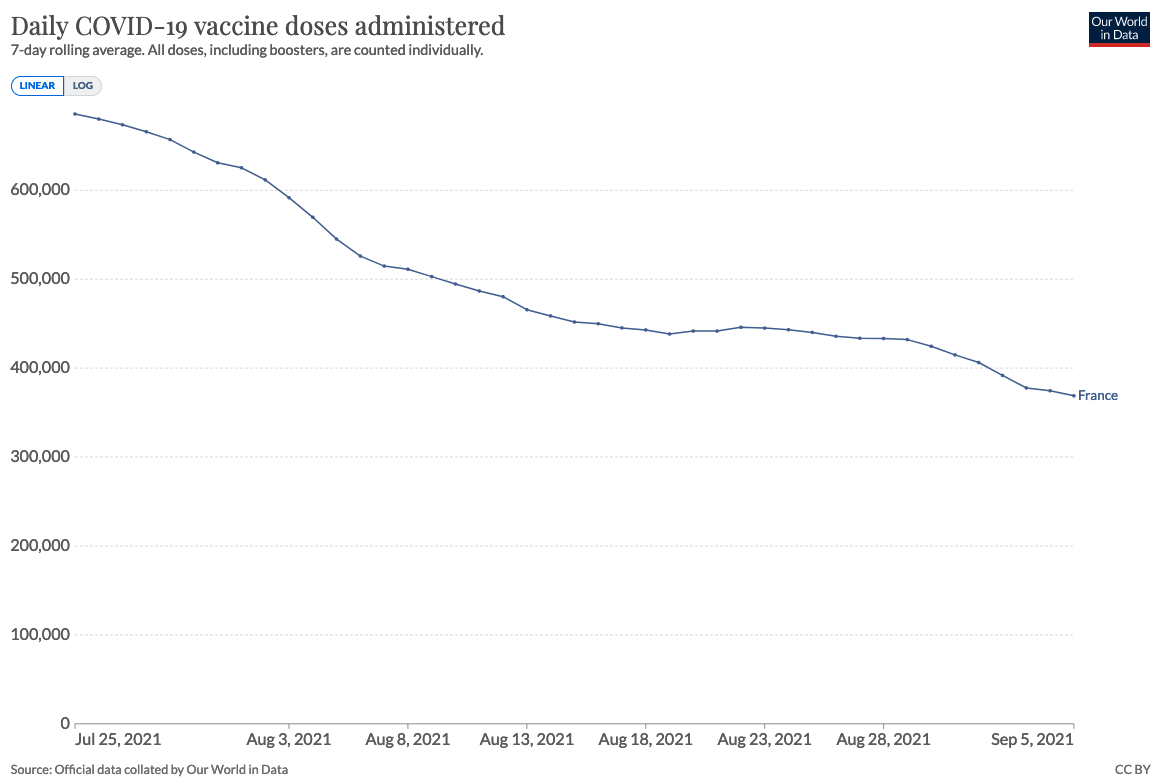 Daily COVID-19 vaccine doses administered
7-day rolling average. All doses, including boosters, are counted individually.
Our World
in Data
LINEAR LOG
600,000
500,000
400,000
France
300,000
200,000
100,000
0
Jul 25, 2021 Aug 3, 2021 Aug 8, 2021 Aug 13, 2021 Aug 18, 2021 Aug 23, 2021 Aug 28, 2021 Sep 5, 2021
Source: Official data collated by Our World in Data
CC BY